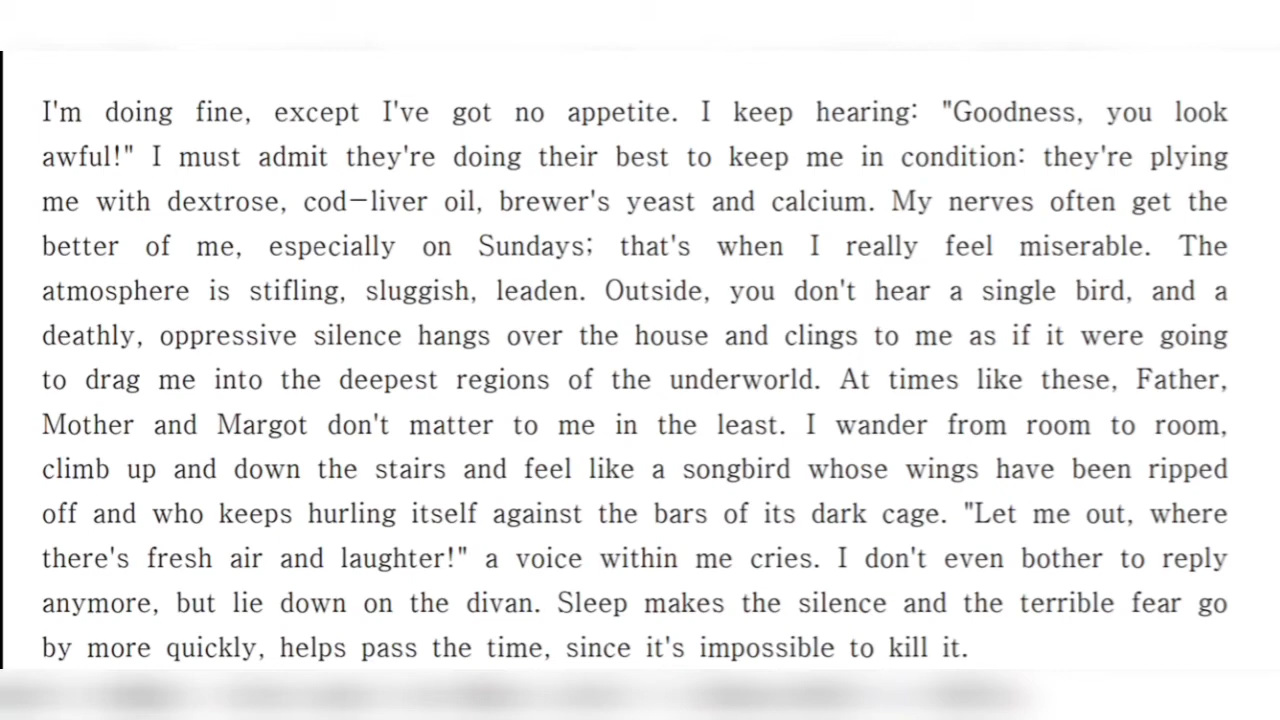 I'm doing fine, except I've got no appetite. I keep hearing: "Goodness, you look
awful!" I must admit they're doing their best to keep me in condition: they're plying
me with dextrose, cod-liver oil, brewer's yeast and calcium. My nerves often get the
better of me, especially on Sundays; that's when I really feel miserable. The
atmosphere is stifling, sluggish, leaden. Outside, you don't hear a single bird, and a
deathly, oppressive silence hangs over the house and clings to me as if it were going
to drag me into the deepest regions of the underworld. At times like these, Father,
Mother and Margot don't matter to me in the least. I wander from room to room,
climb up and down the stairs and feel like a songbird whose wings have been ripped
off and who keeps hurling itself against the bars of its dark cage. "Let me out, where
there's fresh air and laughter!" a voice within me cries. I don't even bother to reply
anymore, but lie down on the divan. Sleep makes the silence and the terrible fear go
by more quickly, helps pass the time, since it's impossible to kill it.